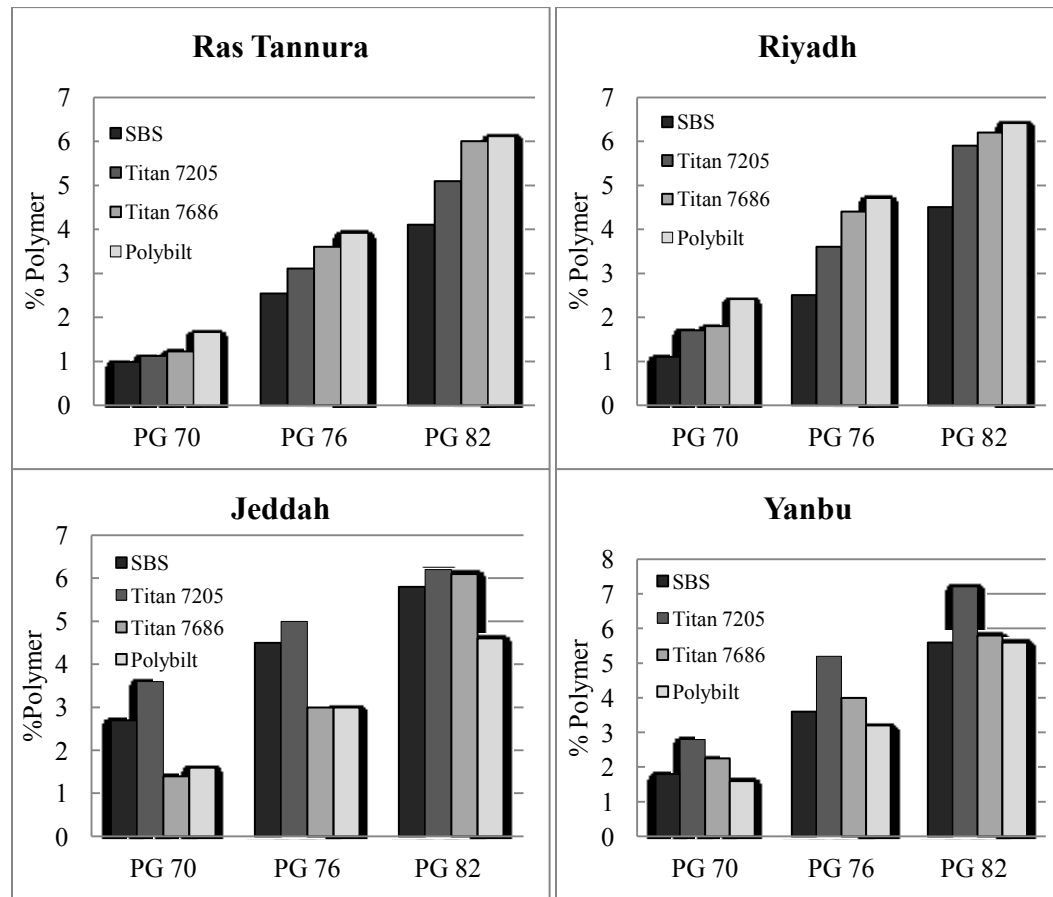 Ras Tannura
% Polymer
7
6
5
4
3
2
1
0
SBS
Titan 7205
Titan 7686
Polybilt
PG 70 PG 76 PG 82
Riyadh
% Polymer
7
6
5
4
3
2
1
0
SBS
Titan 7205
Titan 7686
Polybilt
PG 70 PG 76 PG 82
Jeddah
%Polymer
7
6
5
4
3
2
1
0
SBS
Titan 7205
Titan 7686
Polybilt
PG 70 PG 76 PG 82
Yanbu
% Polymer
8
7
6
5
4
3
2
1
0
SBS
Titan 7205
Titan 7686
Polybilt
PG 70 PG 76 PG 82